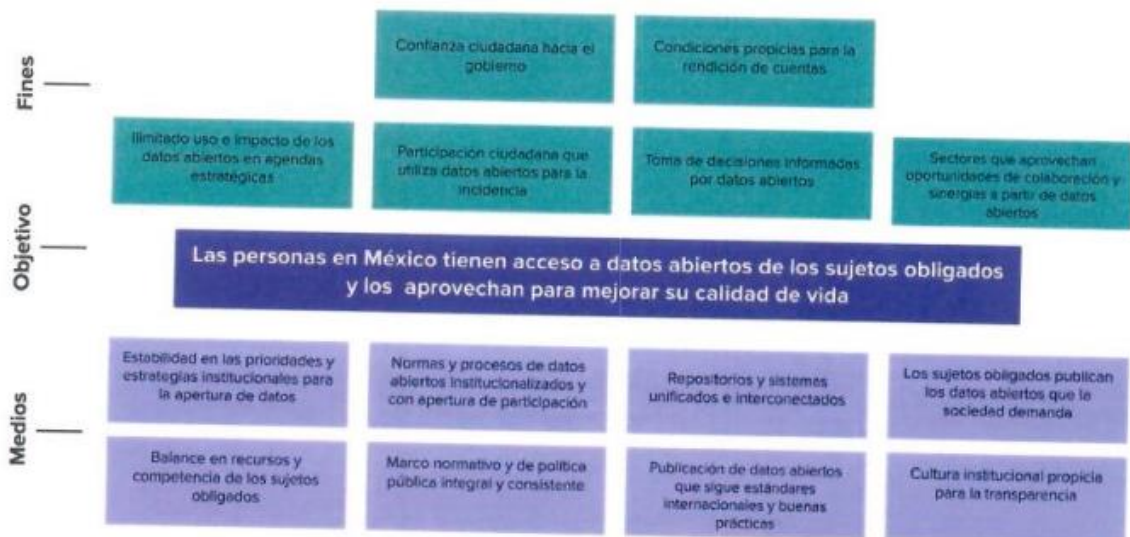 Fines
Confianza ciudadana hacia el
gobierno
Condiciones propicias para la
rendición de cuentas
Ilimitado uso e impacto de los
datos abiertos en agendas
estratégicas
Participación ciudadana que
utiliza datos abiertos para la
incidencia
Toma de decisiones informadas
por datos abiertos
Sectores que aprovechan
oportunidades de colaboración y
sinergias a partir de datos
abiertos
Objetivo
Las personas en México tienen acceso a datos abiertos de los sujetos obligados
y los aprovechan para mejorar su calidad de vida
Medios
Estabilidad en las prioridades y
estrategias institucionales para
la apertura de datos
Normas y procesos de datos
abiertos institucionalizados y
con apertura de participación
Repositorios y sistemas
unificados e interconectados
Los sujetos obligados publican
los datos abiertos que la
sociedad demanda
Balance en recursos y
competencia de los sujetos
obligados
Marco normativo y de política
pública integral y consistente
Publicación de datos abiertos
que sigue estándares
internacionales y buenas
prácticas
Cultura institucional propicia
para la transparencia